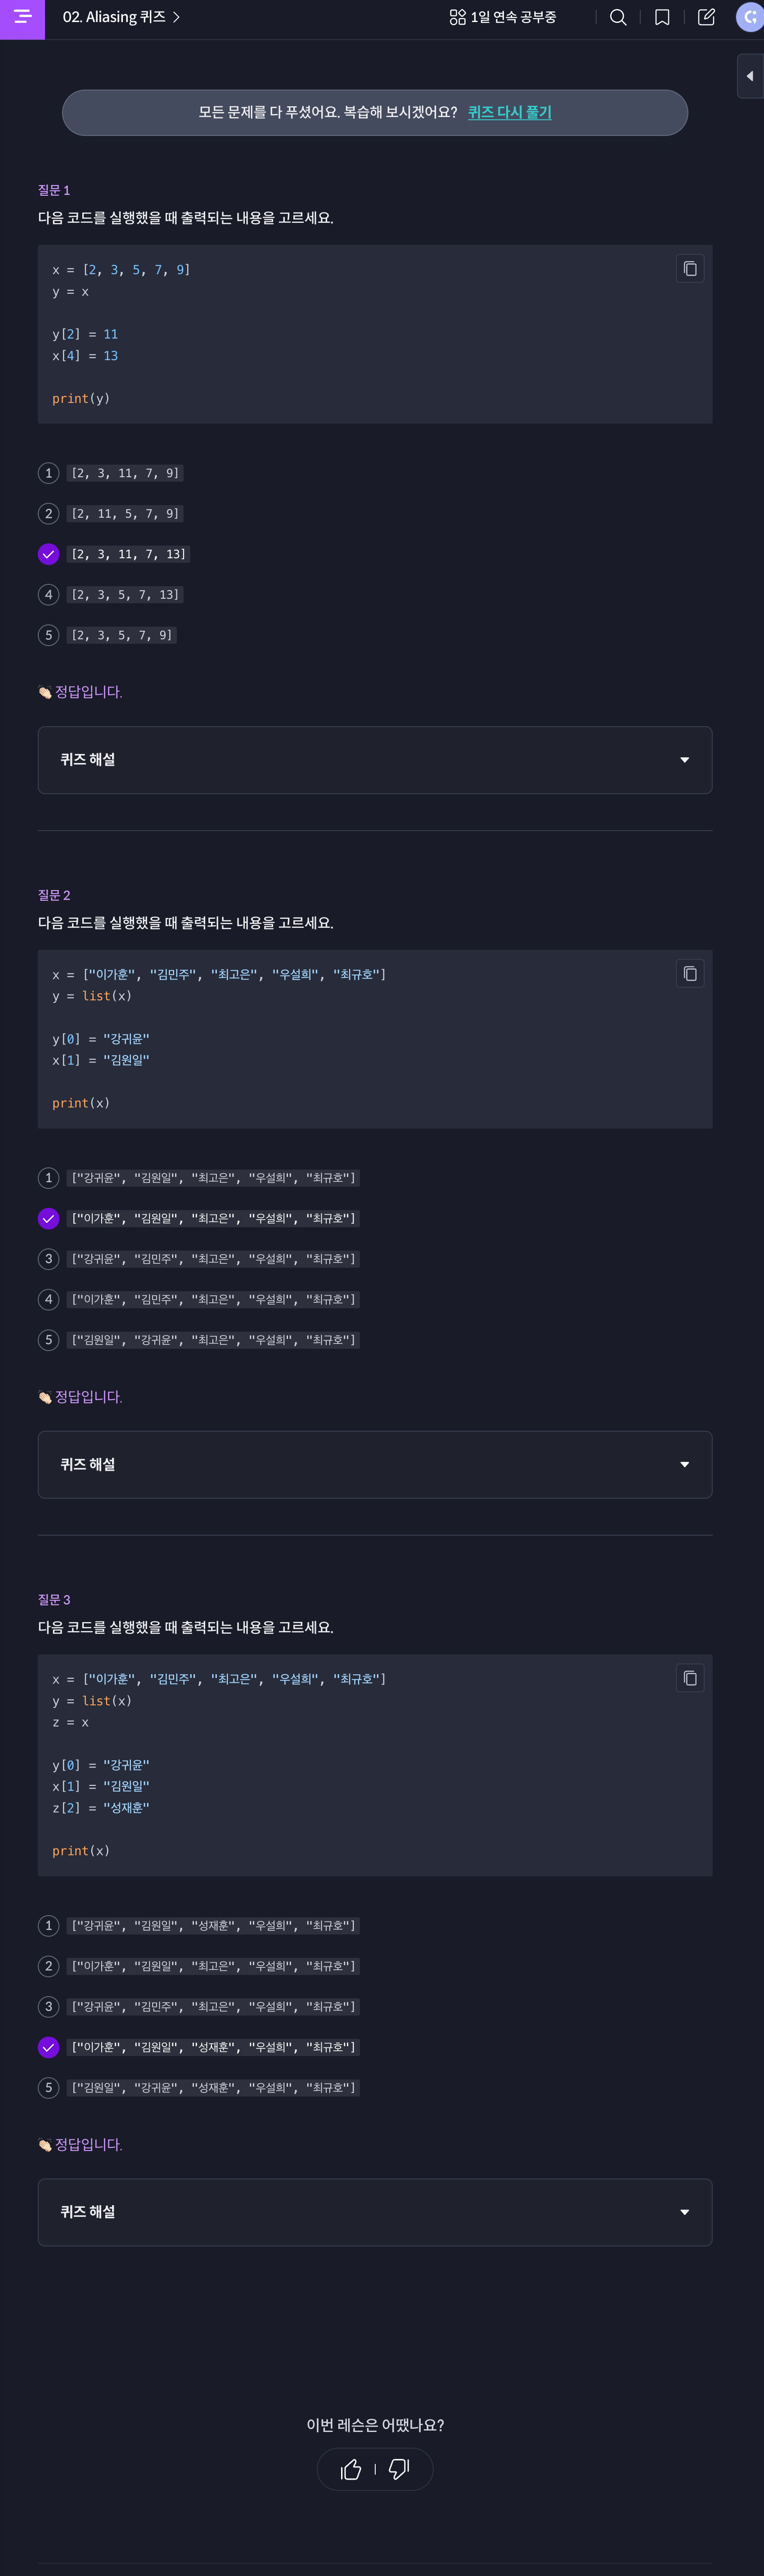 02. Aliasing 퀴즈
1일 연속 공부중
모든 문제를 다 푸셨어요. 복습해 보시겠어요? 퀴즈 다시 풀기
질문 1
다음 코드를 실행했을 때 출력되는 내용을 고르세요.
x = [2, 3, 5, 7, 9]
y = x
y[2] = 11
x[4] = 13
print(y)
1 [2, 3, 11, 7, 9]
2 [2, 11, 5, 7, 9]
[2, 3, 11, 7, 13]
4 [2, 3, 5, 7, 13]
5 [2, 3, 5, 7, 9]
정답입니다.
퀴즈 해설
질문 2
다음 코드를 실행했을 때 출력되는 내용을 고르세요.
x = ["이가훈", "김민주", "최고은", "우설희", "최규호"]
y = list(x)
y[0] = "강귀윤"
x[1] = "김원일"
print(x)
1 ["강귀윤", "김원일", "최고은", "우설희", "최규호"]
["이가훈", "김원일", "최고은", "우설희", "최규호"]
3 ["강귀윤", "김민주", "최고은", "우설희", "최규호"]
4 ["이가훈", "김민주", "최고은", "우설희", "최규호"]
5 ["김원일", "강귀윤", "최고은", "우설희", "최규호"]
정답입니다.
퀴즈 해설
질문 3
다음 코드를 실행했을 때 출력되는 내용을 고르세요.
x = ["이가훈", "김민주", "최고은", "우설희", "최규호"]
y = list(x)
z = x
y[0] = "강귀윤"
x[1] = "김원일"
z[2] = "성재훈"
print(x)
1 ["강귀윤", "김원일", "성재훈", "우설희", "최규호"]
2 ["이가훈", "김원일", "최고은", "우설희", "최규호"]
3 ["강귀윤", "김민주", "최고은", "우설희", "최규호"]
["이가훈", "김원일", "성재훈", "우설희", "최규호"]
5 ["김원일", "강귀윤", "성재훈", "우설희", "최규호"]
정답입니다.
퀴즈 해설
이번 레슨은 어땠나요?